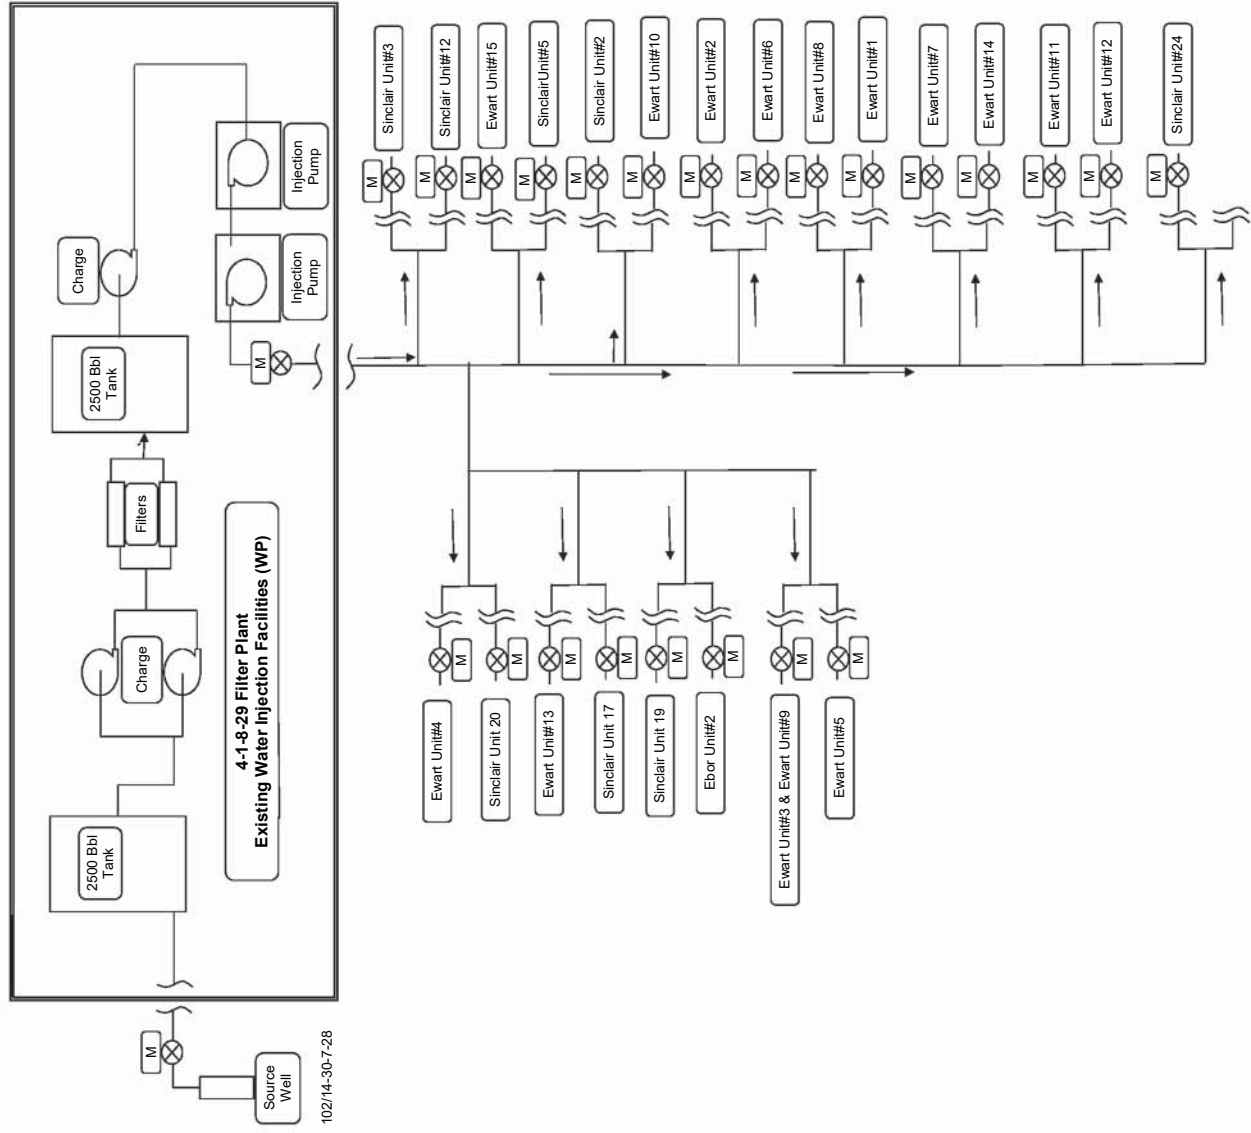 M
Source
Well
102/14-30-7-28
2500 Bbl
Tank
Charge
Filters
2500 Bbl
Tank
Charge
4-1-8-29 Filter Plant
Existing Water Injection Facilities (WP)
M
Injection
Pump
Injection
Pump
M
Sinclair Unit#3
M
Sinclair Unit#12
M
Ewart Unit#15
M
SinclairUnit#5
M
Sinclair Unit#2
M
Ewart Unit#10
M
Ewart Unit#2
M
Ewart Unit#6
M
Ewart Unit#8
M
Ewart Unit#1
M
Ewart Unit#7
M
Ewart Unit#14
M
Ewart Unit#11
M
Ewart Unit#12
M
Sinclair Unit#24
M
Ewart Unit#4
M
Sinclair Unit 20
M
Ewart Unit#13
M
Sinclair Unit 17
M
Sinclair Unit 19
M
Ebor Unit#2
M
Ewart Unit#3 & Ewart Unit#9
M
Ewart Unit#5